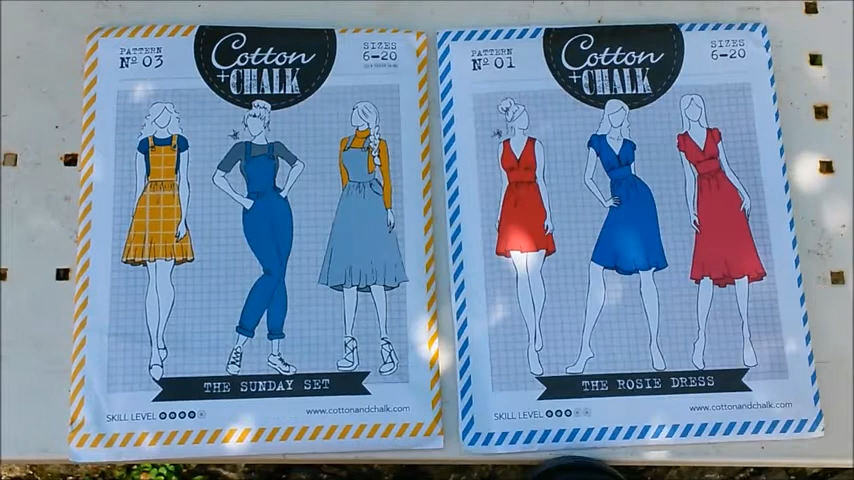 PATTERN
Nº 03
Cotton
+CHALK
SIZES
6-20
THE SUNDAY SET
SKILL LEVEL
www.cottonandchalk.com
PATTERN
Nº 01
Cotton
+CHALK
SIZES
6-20
THE ROSIE DRESS
SKILL LEVEL
www.cottonandchalk.com